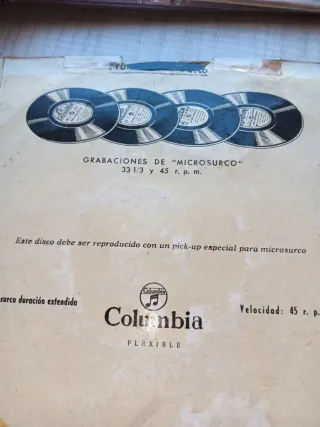 GRABACIONES DE "MICROSURCO"
33 1/3 y 45 r. p. m.
Este disco debe ser reproducido con un pick-up especial para microsurco
surco duración extendida
Velocidad: 45 r. p.
Columbia
FLEXIBLE